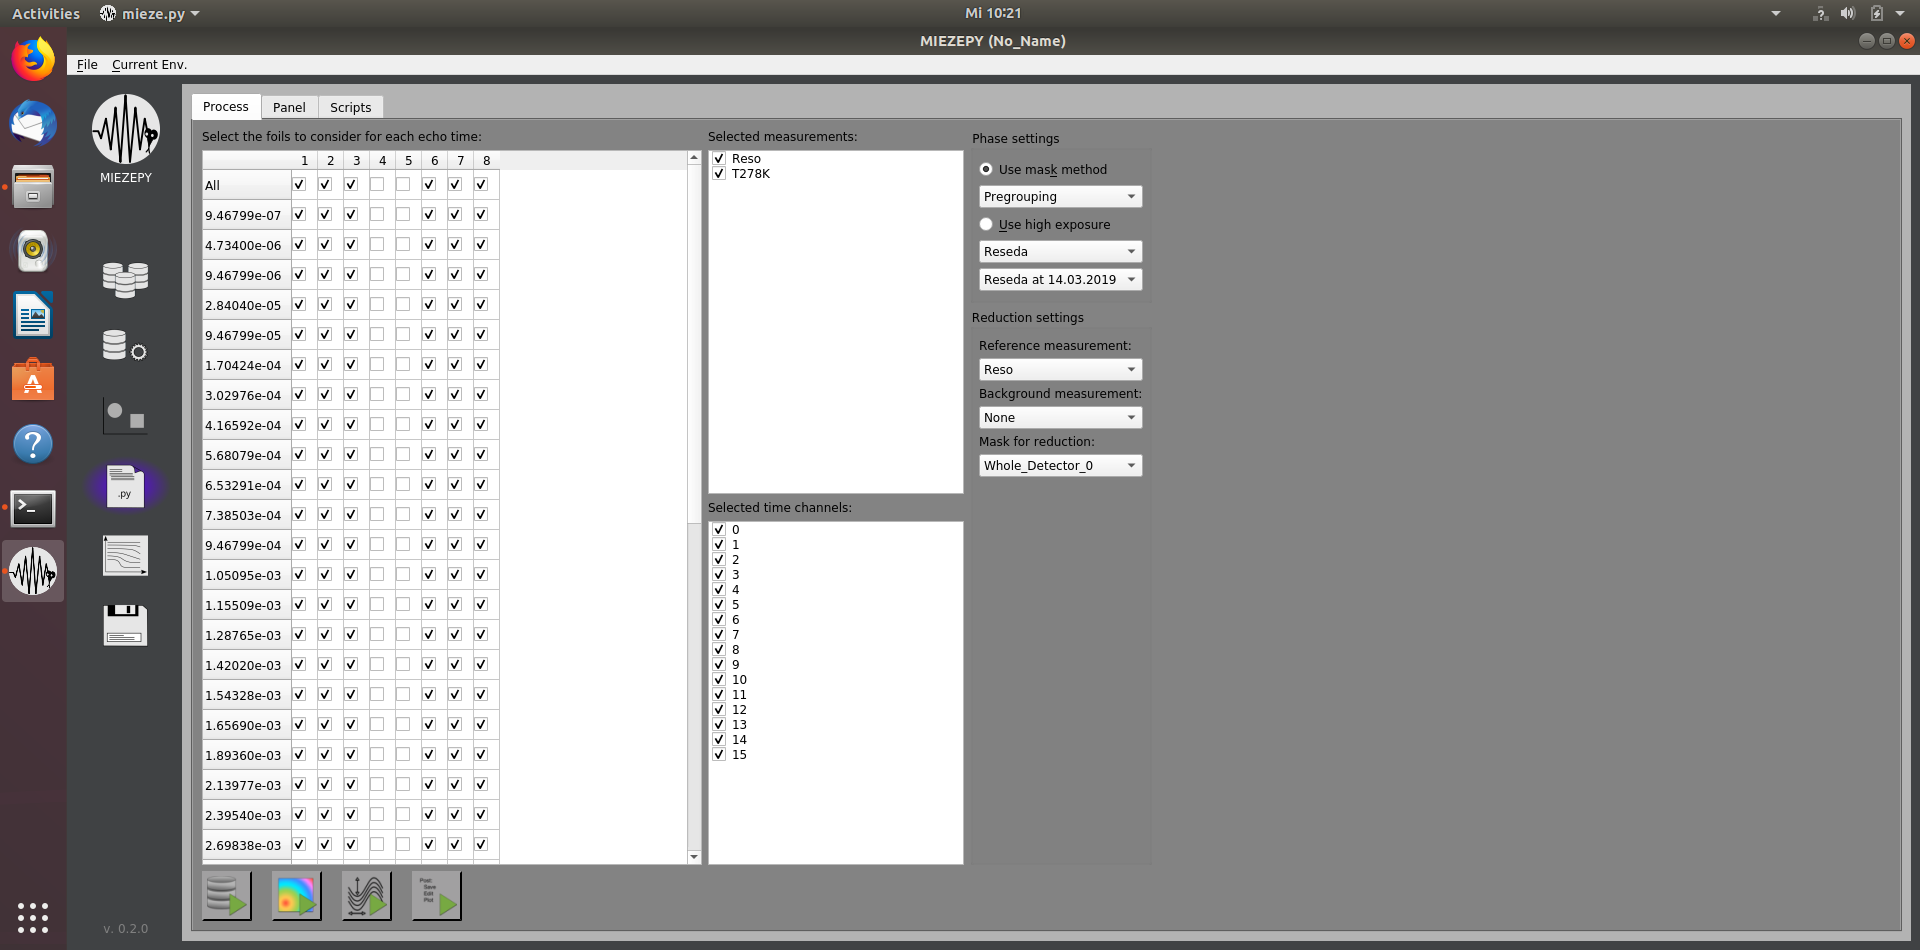 Activities mieze.py Mi 10:21
MIEZEPY (No_Name)
File Current Env.
MIEZEPY
.py
v. 0.2.0
Process Panel Scripts
Select the foils to consider for each echo time:
1 2 3 4 5 6 7 8
All
9.46799e-07
4.73400e-06
9.46799e-06
2.84040e-05
9.46799e-05
1.70424e-04
3.02976e-04
4.16592e-04
5.68079e-04
6.53291e-04
7.38503e-04
9.46799e-04
1.05095e-03
1.15509e-03
1.28765e-03
1.42020e-03
1.54328e-03
1.65690e-03
1.89360e-03
2.13977e-03
2.39540e-03
2.69838e-03
Post:
Save
Edit
Plot
Selected measurements:
Reso
T278K
Selected time channels:
0
1
2
3
4
5
6
7
8
9
10
11
12
13
14
15
Phase settings
Use mask method
Pregrouping
Use high exposure
Reseda
Reseda at 14.03.2019
Reduction settings
Reference measurement:
Reso
Background measurement:
None
Mask for reduction:
Whole_Detector_0